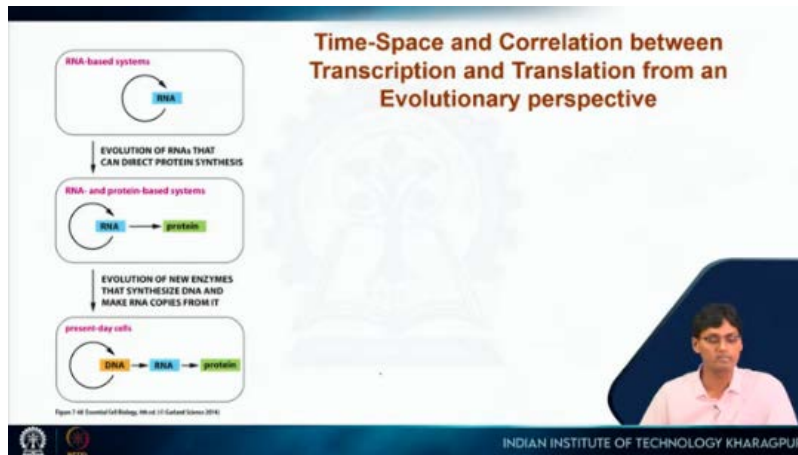 Time-Space and Correlation between
Transcription and Translation from an
Evolutionary perspective
RNA-based systems
RNA
EVOLUTION OF RNAs THAT
CAN DIRECT PROTEIN SYNTHESIS
RNA- and protein-based systems
RNA
protein
EVOLUTION OF NEW ENZYMES
THAT SYNTHESIZE DNA AND
MAKE RNA COPIES FROM IT
present-day cells
DNA
RNA
protein
Essential Cell Biology, 4th ed. (© Garland Science 2014)
INDIAN INSTITUTE OF TECHNOLOGY KHARAGPUR